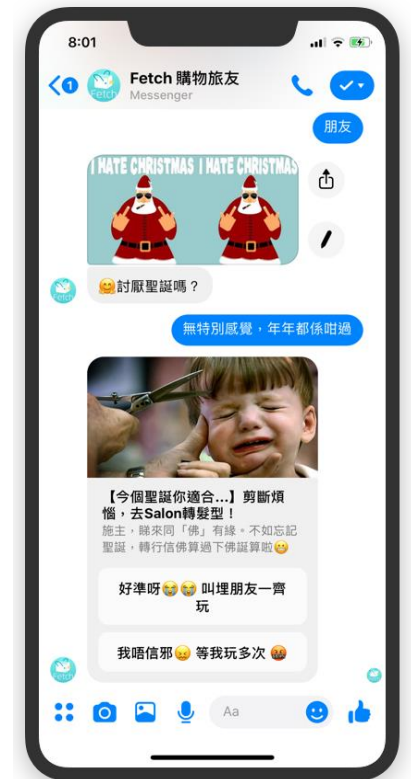 8:01
1
Fetch 購物旅友
Messenger
Fetch
朋友
I HATE CHRISTMAS I HATE CHRISTMAS
🤗討厭聖誕嗎？
Fetch
無特別感覺，年年都係咁過
【今個聖誕你適合...】剪斷煩
惱，去Salon轉髮型！
施主，睇來同「佛」有緣。不如忘記
聖誕，轉行信佛算過下佛誕算啦😬
好準呀😭😭 叫埋朋友一齊
玩
我唔信邪😠 等我玩多次 🤬
Aa